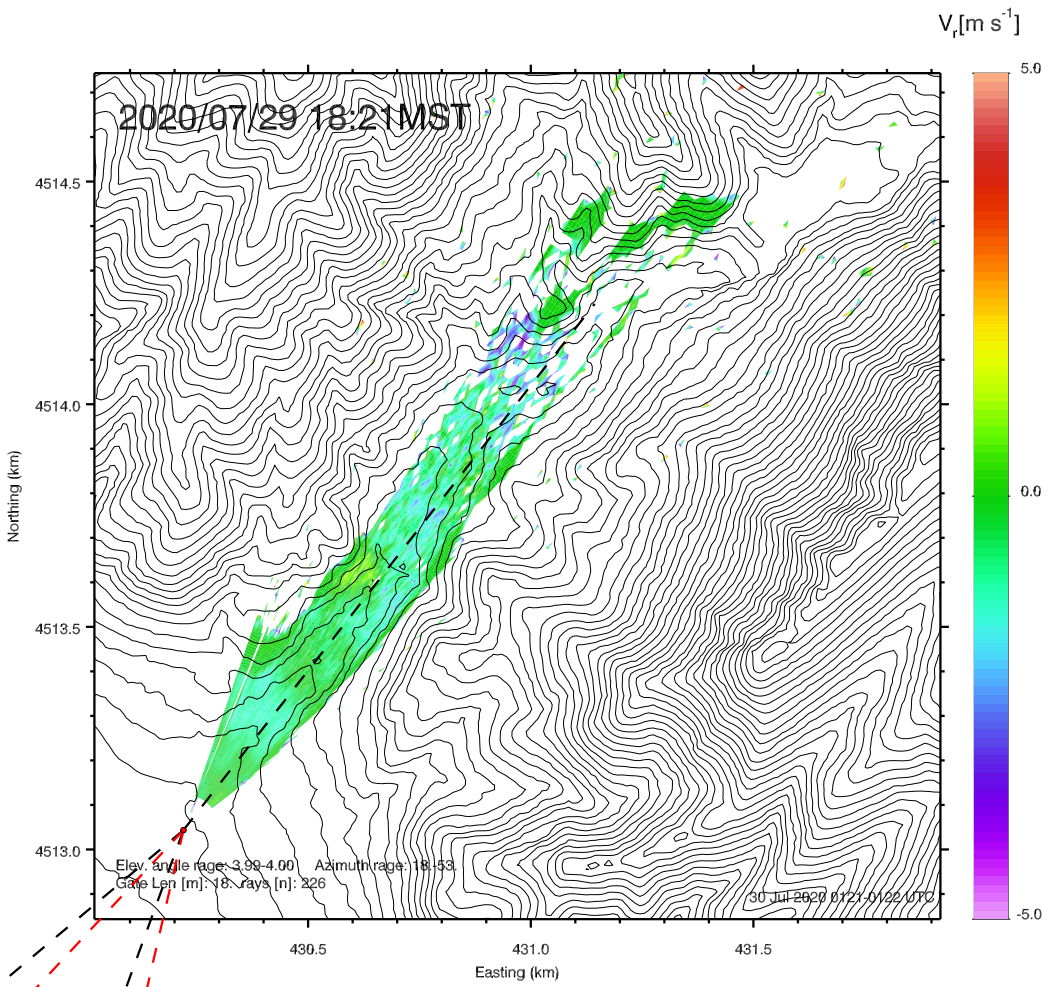 Vr[m s-1]
5.0
2020/07/29 18:21MST
4514.5
4514.0
0.0
Northing (km)
4513.5
4513.0
Elev. angle rage: 3.99-4.00 Azimuth rage: 18.-53.
Gate Len [m]: 18. rays [n]: 226
30 Jul 2020 0121-0122 UTC
-5.0
430.5 431.0 431.5
Easting (km)